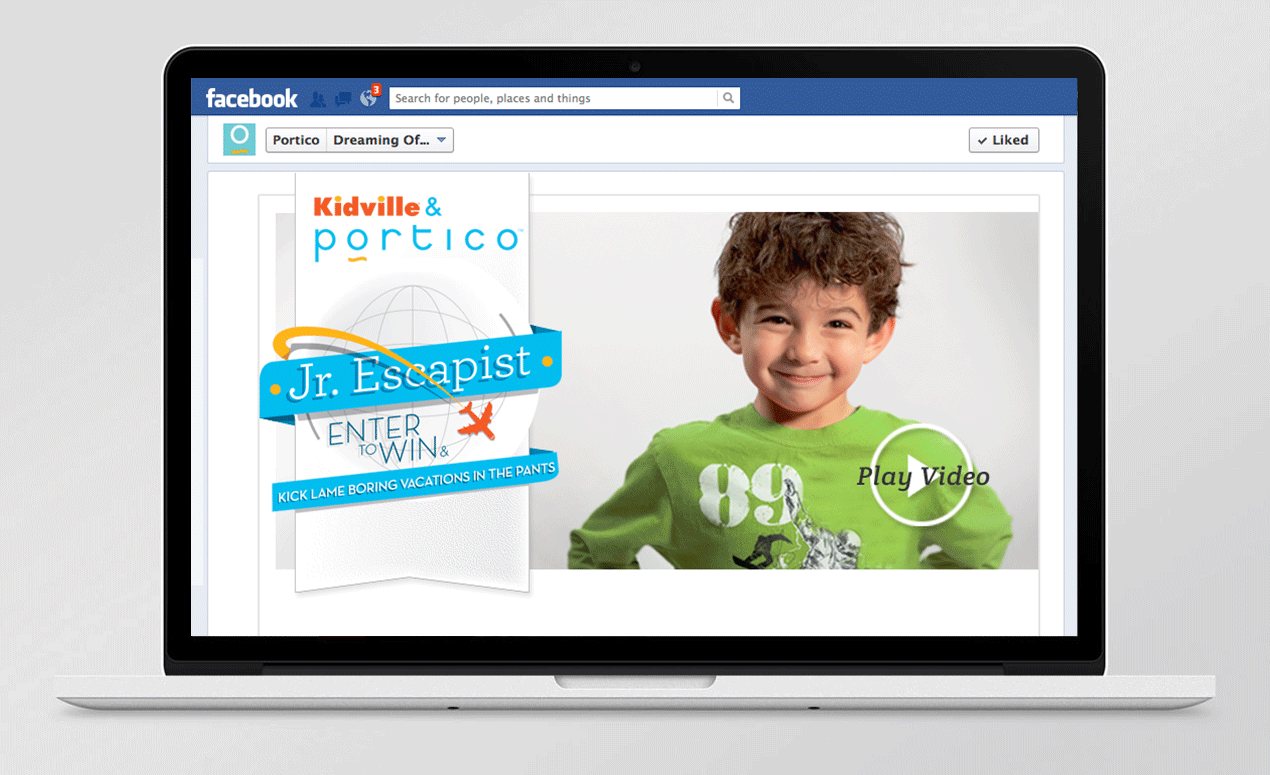 facebook
3
Search for people, places and things
Portico
Dreaming Of...
Liked
Kidville &
portico™
Jr. Escapist
ENTER
TO WIN &
KICK LAME BORING VACATIONS IN THE PANTS
89
Play Video